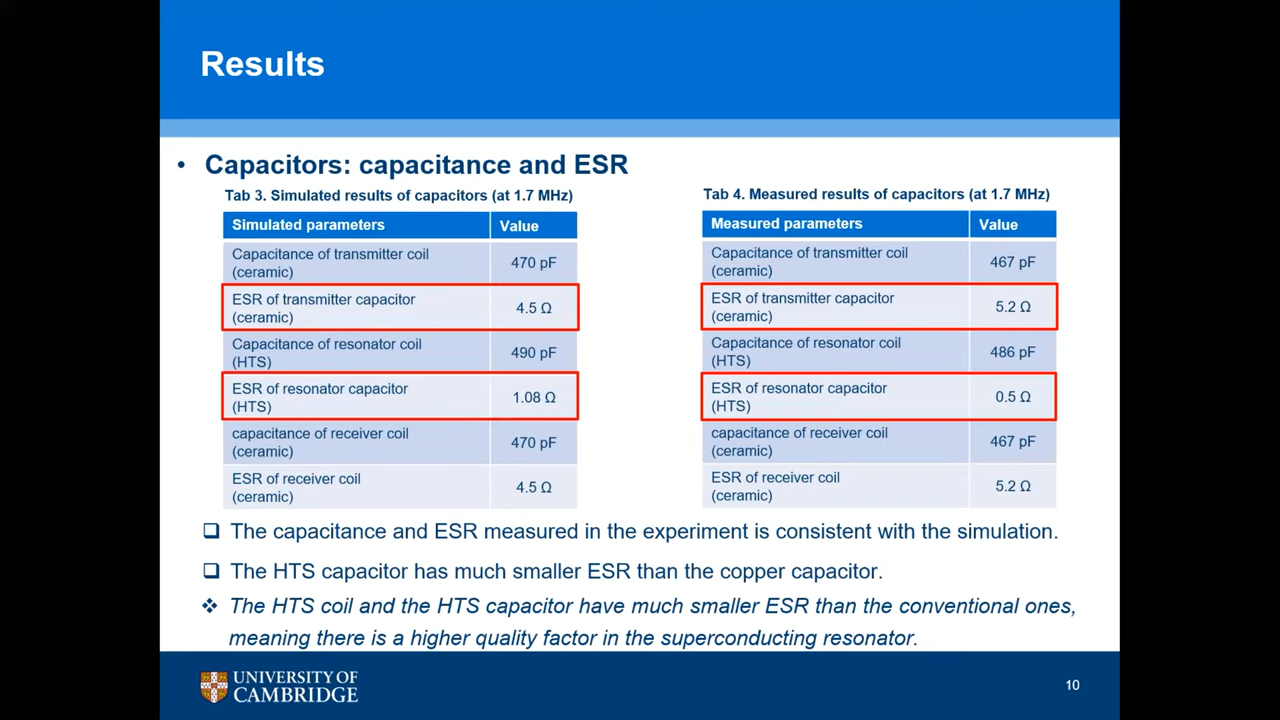 Results
• Capacitors: capacitance and ESR
Tab 3. Simulated results of capacitors (at 1.7 MHz)
Simulated parameters Value
Capacitance of transmitter coil
(ceramic) 470 pF
ESR of transmitter capacitor
(ceramic) 4.5 Ω
Capacitance of resonator coil
(HTS) 490 pF
ESR of resonator capacitor
(HTS) 1.08 Ω
capacitance of receiver coil
(ceramic) 470 pF
ESR of receiver coil
(ceramic) 4.5 Ω
Tab 4. Measured results of capacitors (at 1.7 MHz)
Measured parameters Value
Capacitance of transmitter coil
(ceramic) 467 pF
ESR of transmitter capacitor
(ceramic) 5.2 Ω
Capacitance of resonator coil
(HTS) 486 pF
ESR of resonator capacitor
(HTS) 0.5 Ω
capacitance of receiver coil
(ceramic) 467 pF
ESR of receiver coil
(ceramic) 5.2 Ω
❑ The capacitance and ESR measured in the experiment is consistent with the simulation.
❑ The HTS capacitor has much smaller ESR than the copper capacitor.
❖ The HTS coil and the HTS capacitor have much smaller ESR than the conventional ones,
meaning there is a higher quality factor in the superconducting resonator.
UNIVERSITY OF
CAMBRIDGE
10